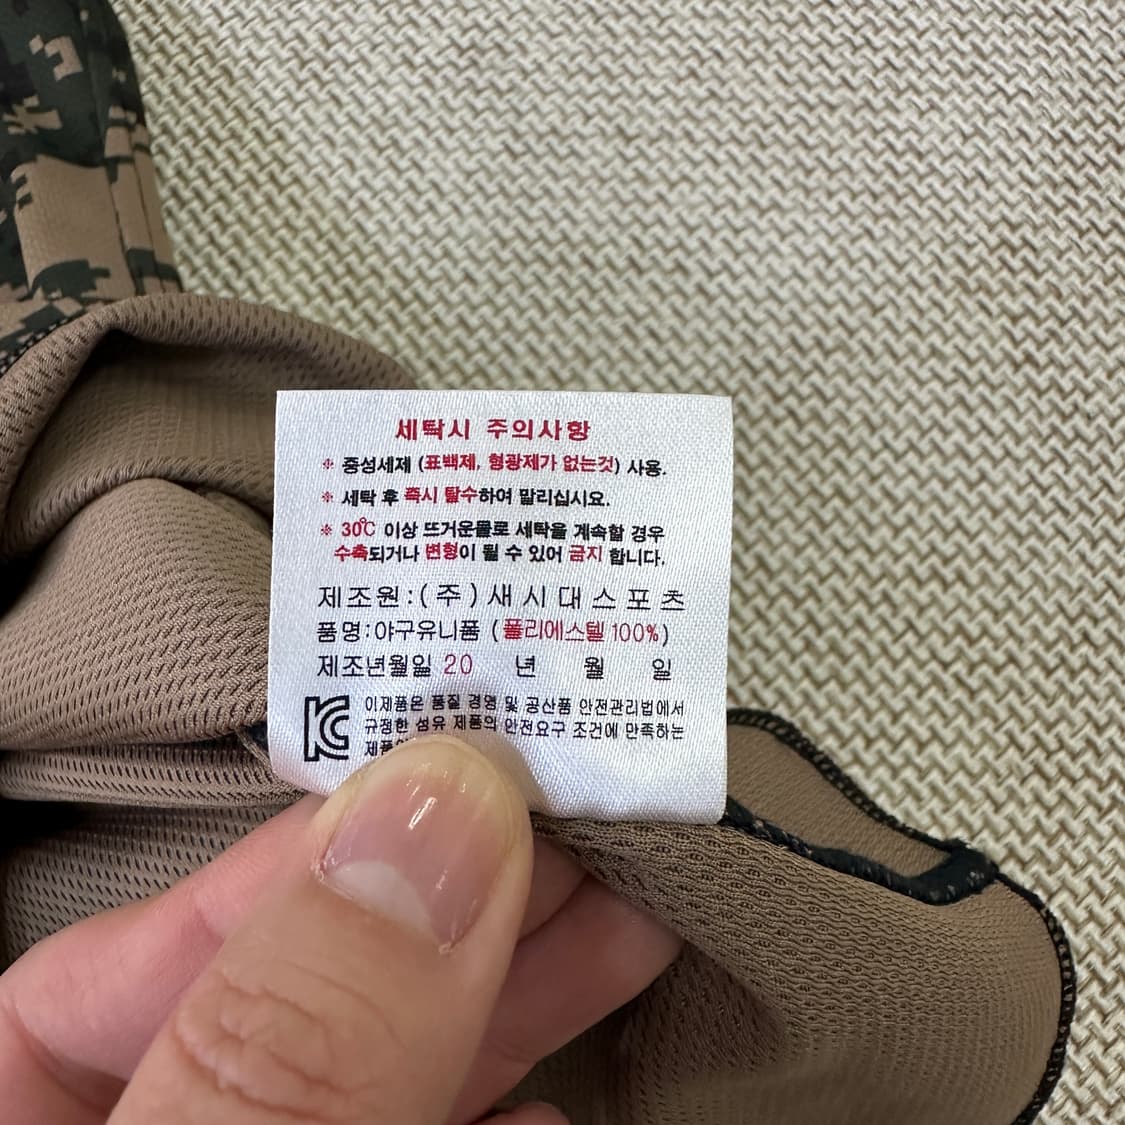 세탁시 주의사항
※ 중성세제 (표백제, 형광제가 없는것) 사용.
※ 세탁 후 즉시 탈수하여 말리십시요.
※ 30℃ 이상 뜨거운물로 세탁을 계속할 경우
수축되거나 변형이 될 수 있어 금지 합니다.
제조원:(주)새시대스포츠
품명:야구유니폼 (폴리에스텔 100%)
제조년월일 20 년 월 일
이제품은 품질 경영 및 공산품 안전관리법에서
규정한 섬유 제품의 안전요구 조건에 만족하는